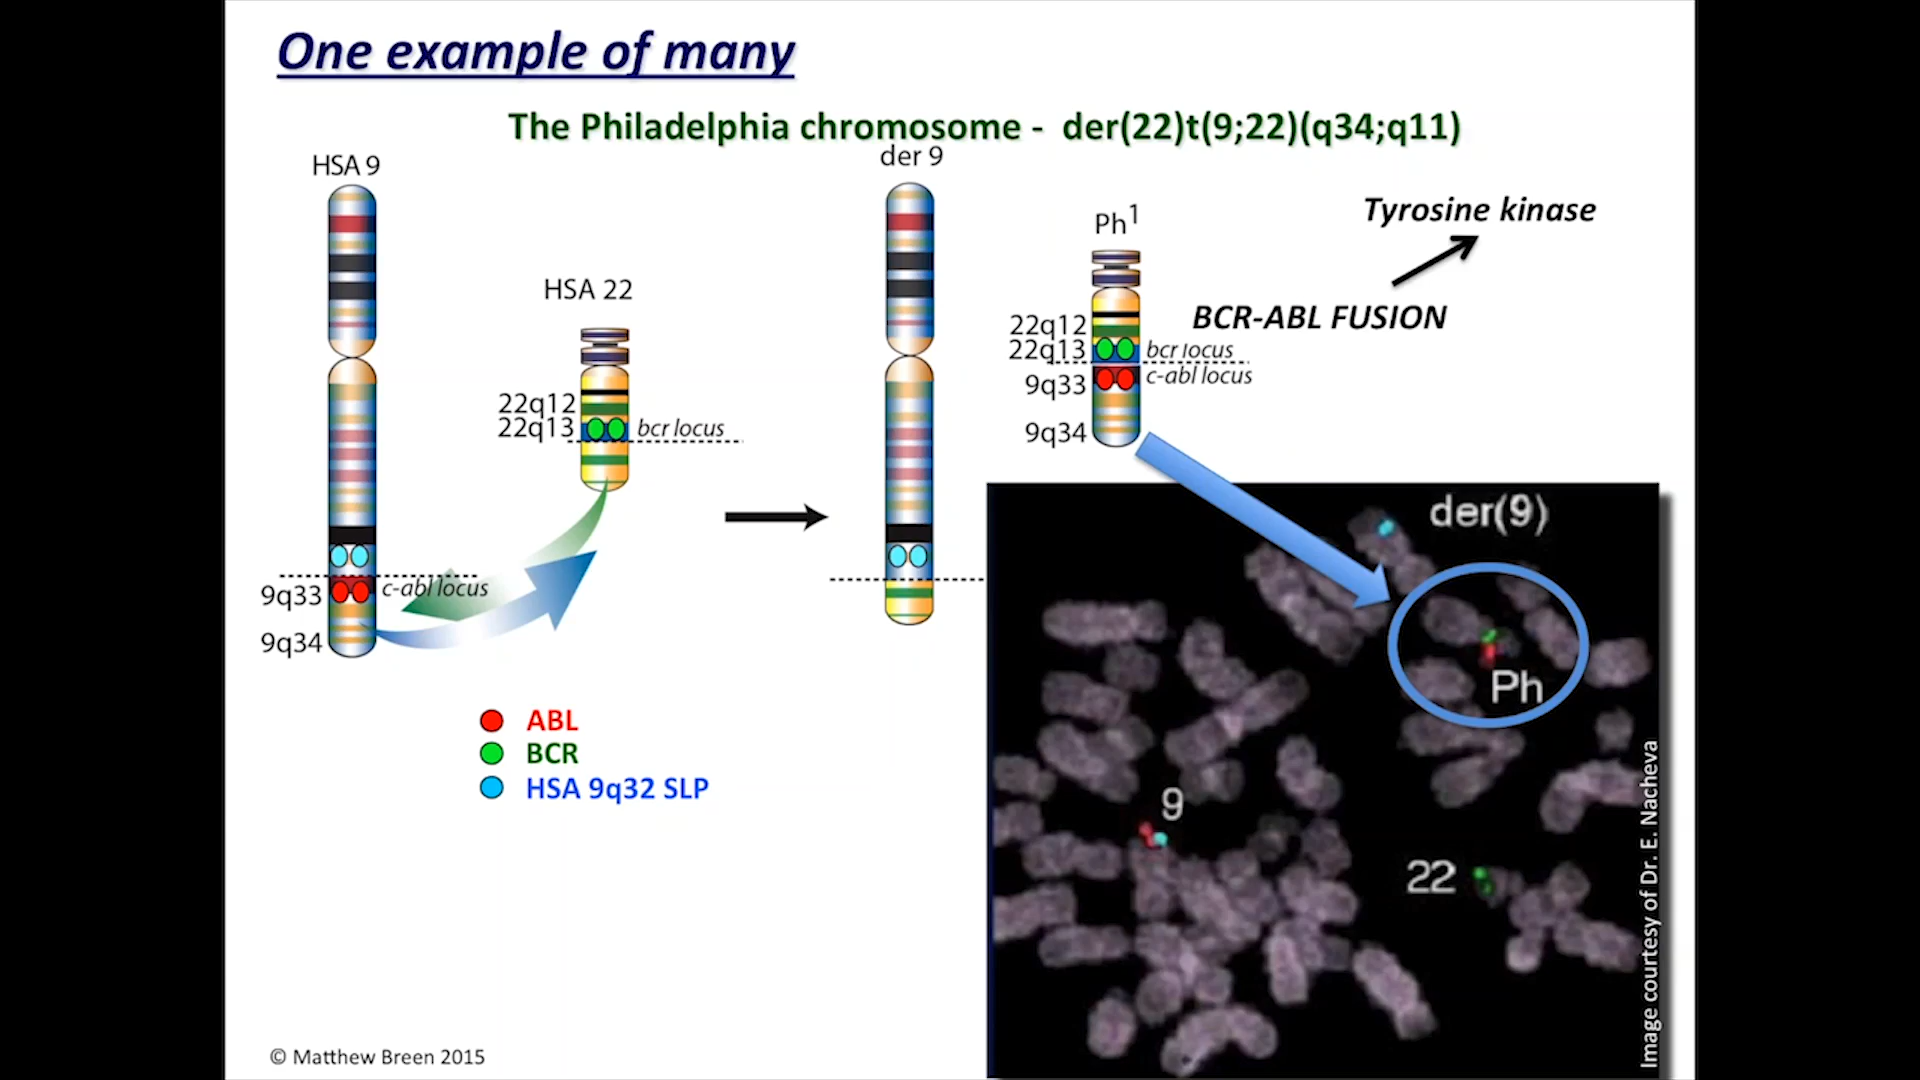 One example of many
The Philadelphia chromosome - der(22)t(9;22)(q34;q11)
HSA 9
HSA 22
22q12
22q13
bcr locus
9q33
c-abl locus
9q34
der 9
Ph1
22q12
22q13
bcr locus
9q33
c-abl locus
9q34
BCR-ABL FUSION
Tyrosine kinase
ABL
BCR
HSA 9q32 SLP
der(9)
Ph
9
22
Image courtesy of Dr. E. Nacheva
© Matthew Breen 2015